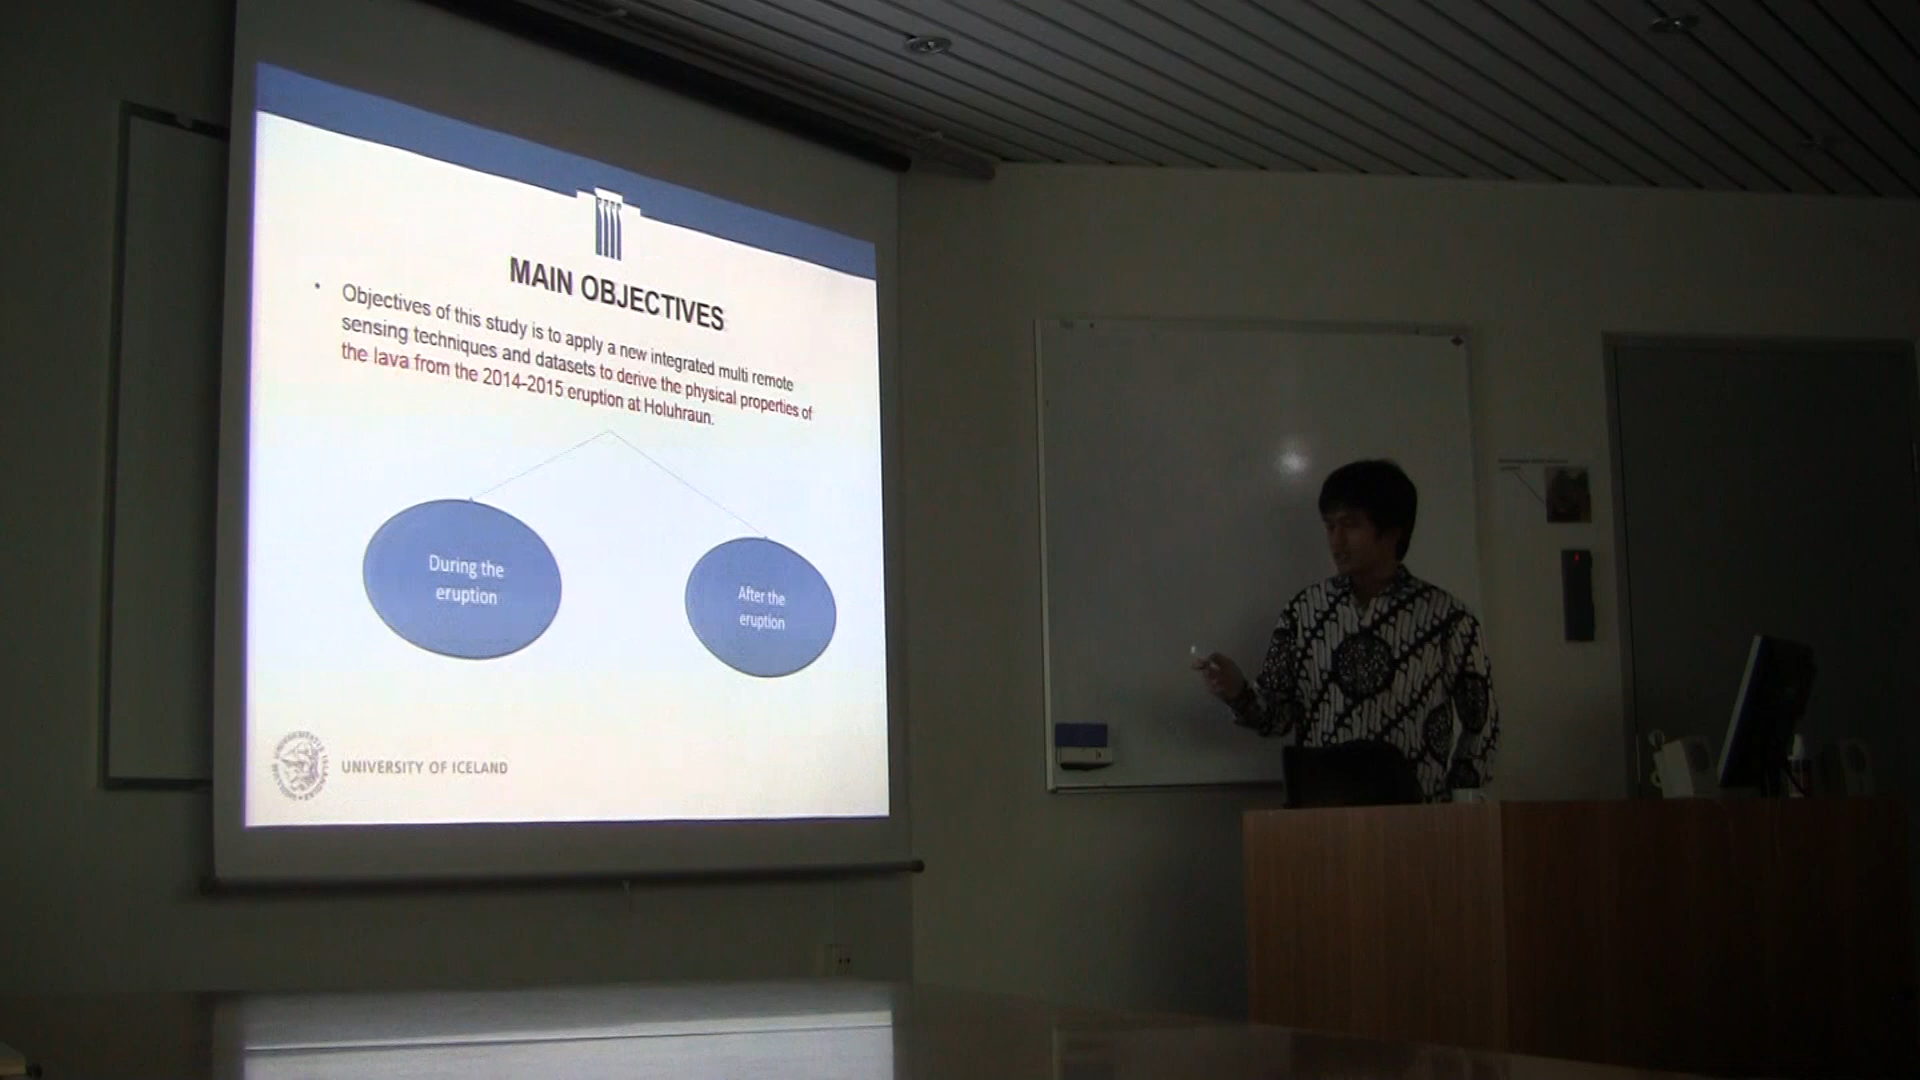 MAIN OBJECTIVES
• Objectives of this study is to apply a new integrated multi remote
sensing techniques and datasets to derive the physical properties of
the lava from the 2014-2015 eruption at Holuhraun.
During the
eruption
After the
eruption
UNIVERSITY OF ICELAND